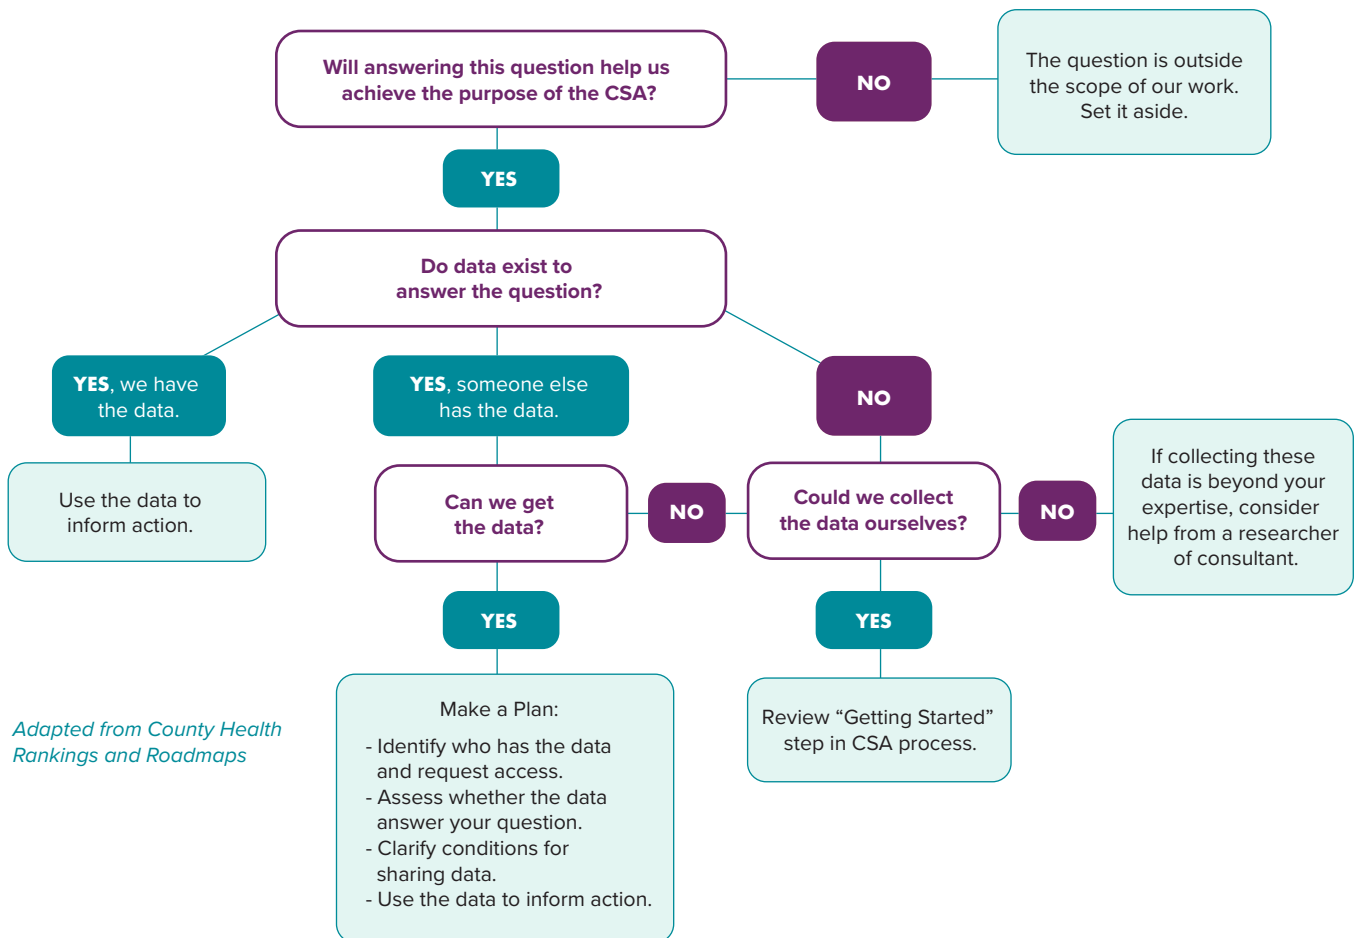 Will answering this question help us
achieve the purpose of the CSA?
NO
The question is outside
the scope of our work.
Set it aside.
YES
Do data exist to
answer the question?
YES, we have
the data.
YES, someone else
has the data.
NO
Use the data to
inform action.
Can we get
the data?
NO
Could we collect
the data ourselves?
NO
If collecting these
data is beyond your
expertise, consider
help from a researcher
of consultant.
YES
YES
Make a Plan:
- Identify who has the data
and request access.
- Assess whether the data
answer your question.
- Clarify conditions for
sharing data.
- Use the data to inform action.
Review “Getting Started”
step in CSA process.
Adapted from County Health
Rankings and Roadmaps